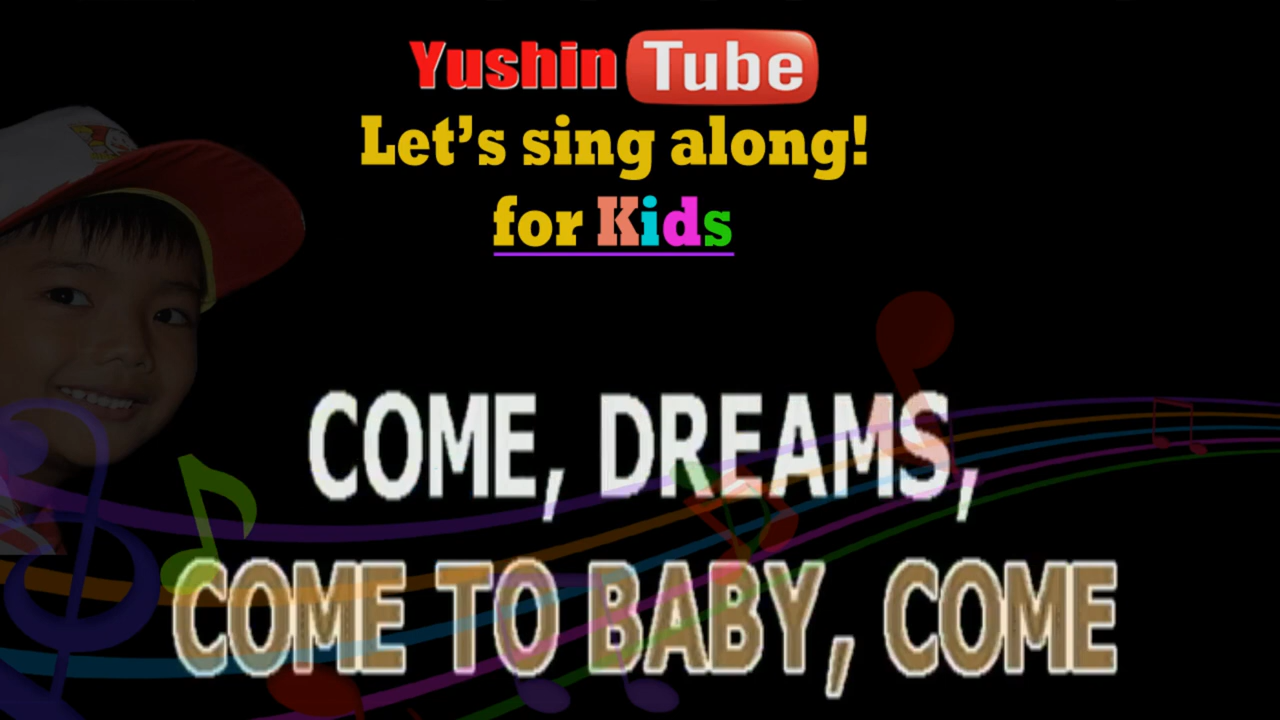 Yushin Tube
Let's sing along!
for Kids
COME, DREAMS,
COME TO BABY, COME